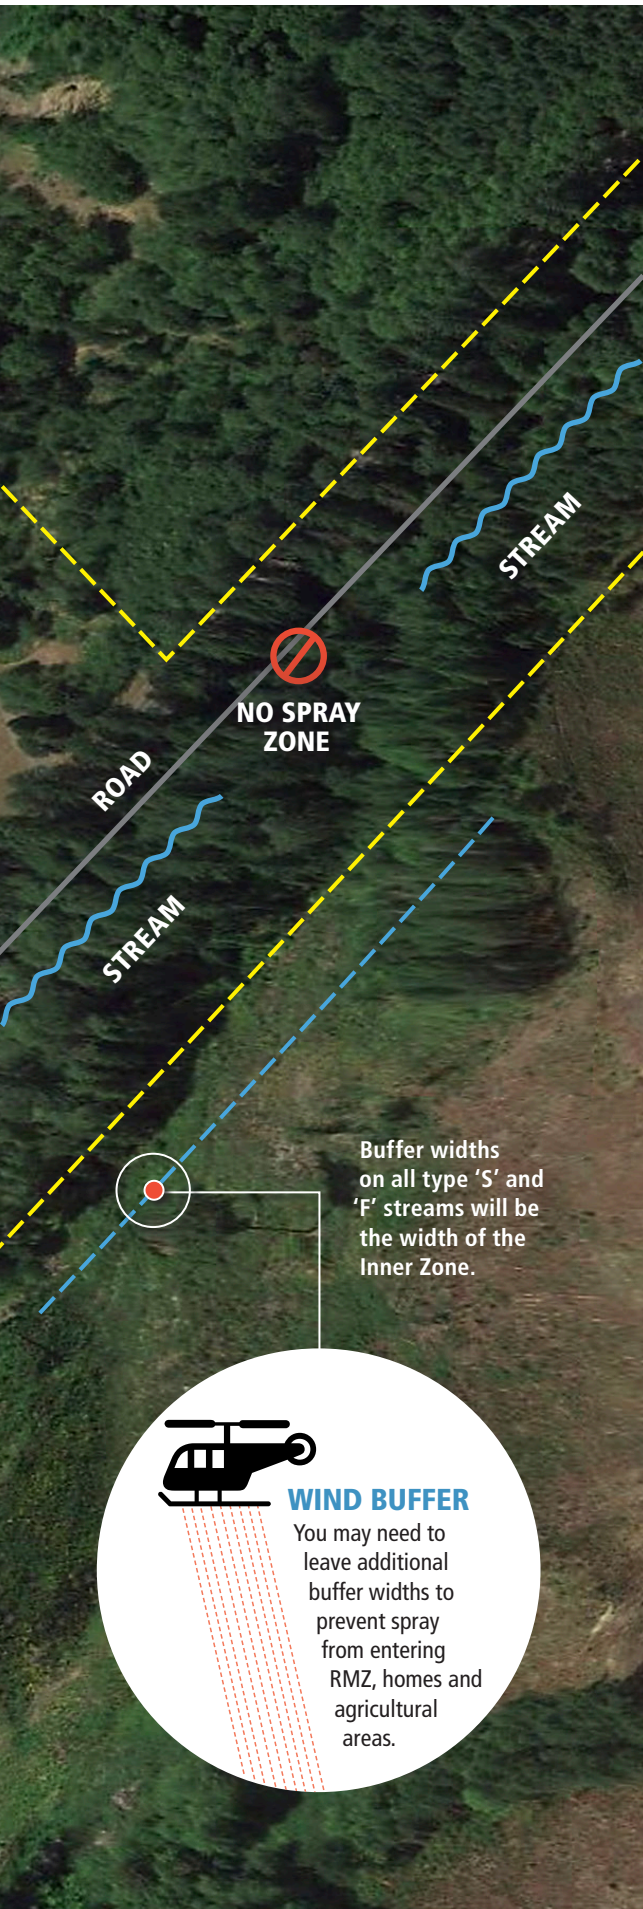 STREAM
NO SPRAY
ZONE
ROAD
STREAM
Buffer widths
on all type ‘S’ and
‘F’ streams will be
the width of the
Inner Zone.
WIND BUFFER
You may need to
leave additional
buffer widths to
prevent spray
from entering
RMZ, homes and
agricultural
areas.